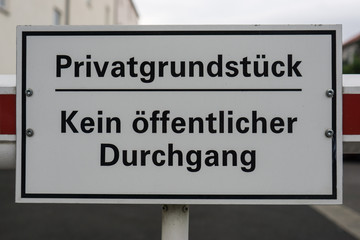 Privatgrundstück
Kein öffentlicher
Durchgang